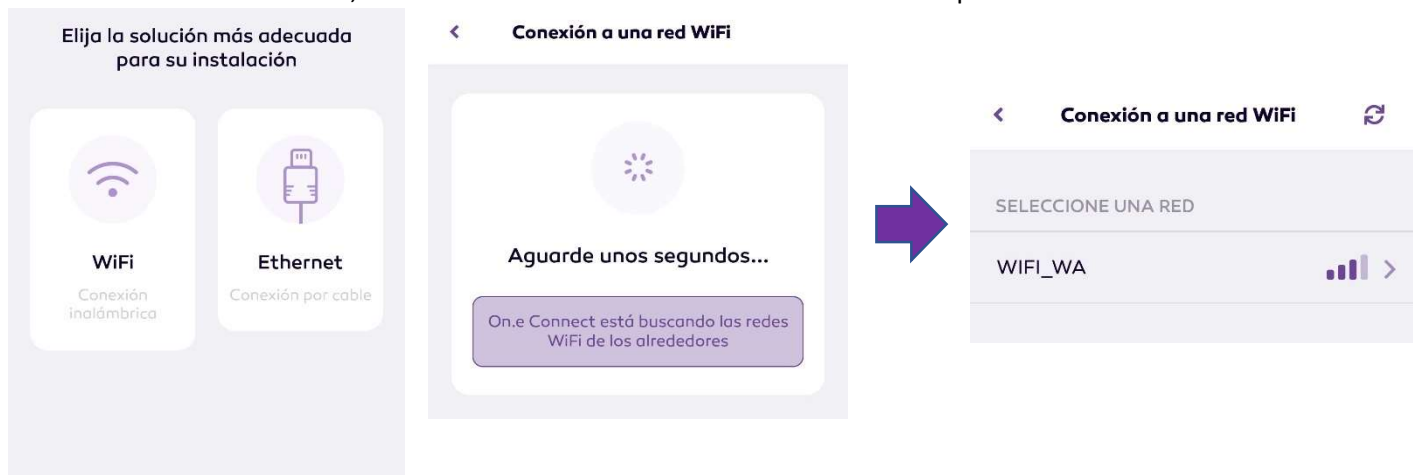 Elija la solución más adecuada
para su instalación
WiFi
Conexión
inalámbrica
Ethernet
Conexión por cable
Conexión a una red WiFi
Aguarde unos segundos...
On.e Connect está buscando las redes
WiFi de los alrededores
Conexión a una red WiFi
SELECCIONE UNA RED
WIFI_WA